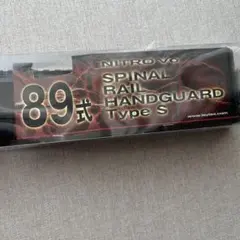 NITRO Vo.
89式
SPINAL
RAIL
HANDGUARD
Type S